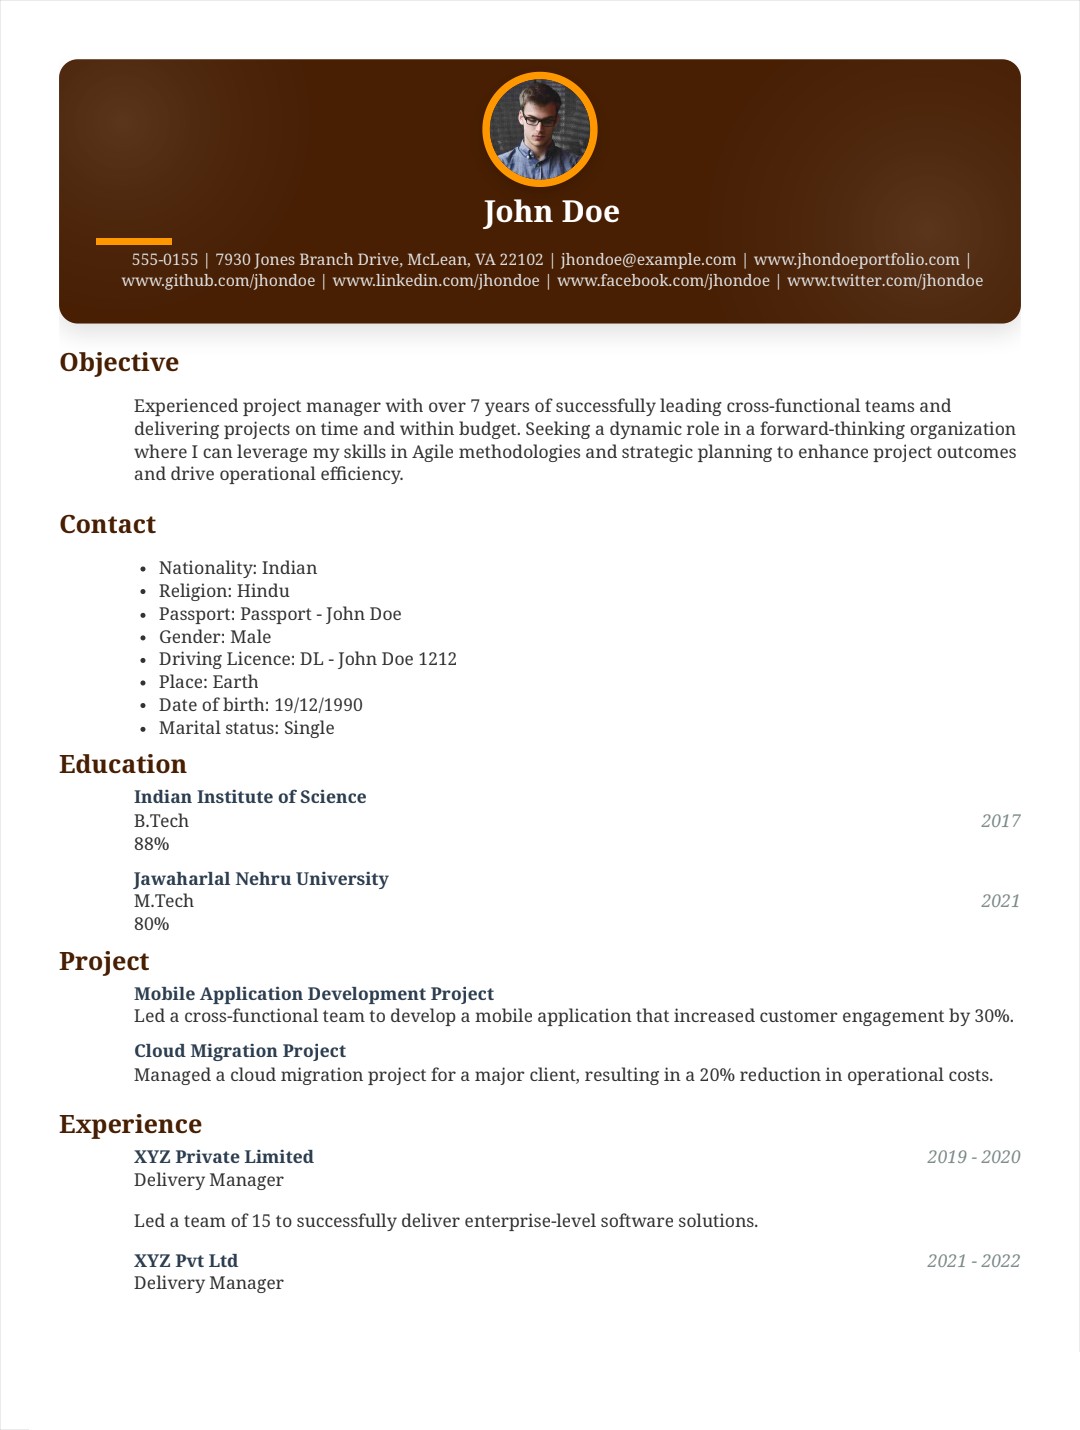 John Doe
555-0155 | 7930 Jones Branch Drive, McLean, VA 22102 | jhondoe@example.com | www.jhondoeportfolio.com |
www.github.com/jhondoe | www.linkedin.com/jhondoe | www.facebook.com/jhondoe | www.twitter.com/jhondoe
Objective
Experienced project manager with over 7 years of successfully leading cross-functional teams and
delivering projects on time and within budget. Seeking a dynamic role in a forward-thinking organization
where I can leverage my skills in Agile methodologies and strategic planning to enhance project outcomes
and drive operational efficiency.
Contact
• Nationality: Indian
• Religion: Hindu
• Passport: Passport - John Doe
• Gender: Male
• Driving Licence: DL - John Doe 1212
• Place: Earth
• Date of birth: 19/12/1990
• Marital status: Single
Education
Indian Institute of Science
B.Tech 2017
88%
Jawaharlal Nehru University
M.Tech 2021
80%
Project
Mobile Application Development Project
Led a cross-functional team to develop a mobile application that increased customer engagement by 30%.
Cloud Migration Project
Managed a cloud migration project for a major client, resulting in a 20% reduction in operational costs.
Experience
XYZ Private Limited 2019 - 2020
Delivery Manager
Led a team of 15 to successfully deliver enterprise-level software solutions.
XYZ Pvt Ltd 2021 - 2022
Delivery Manager